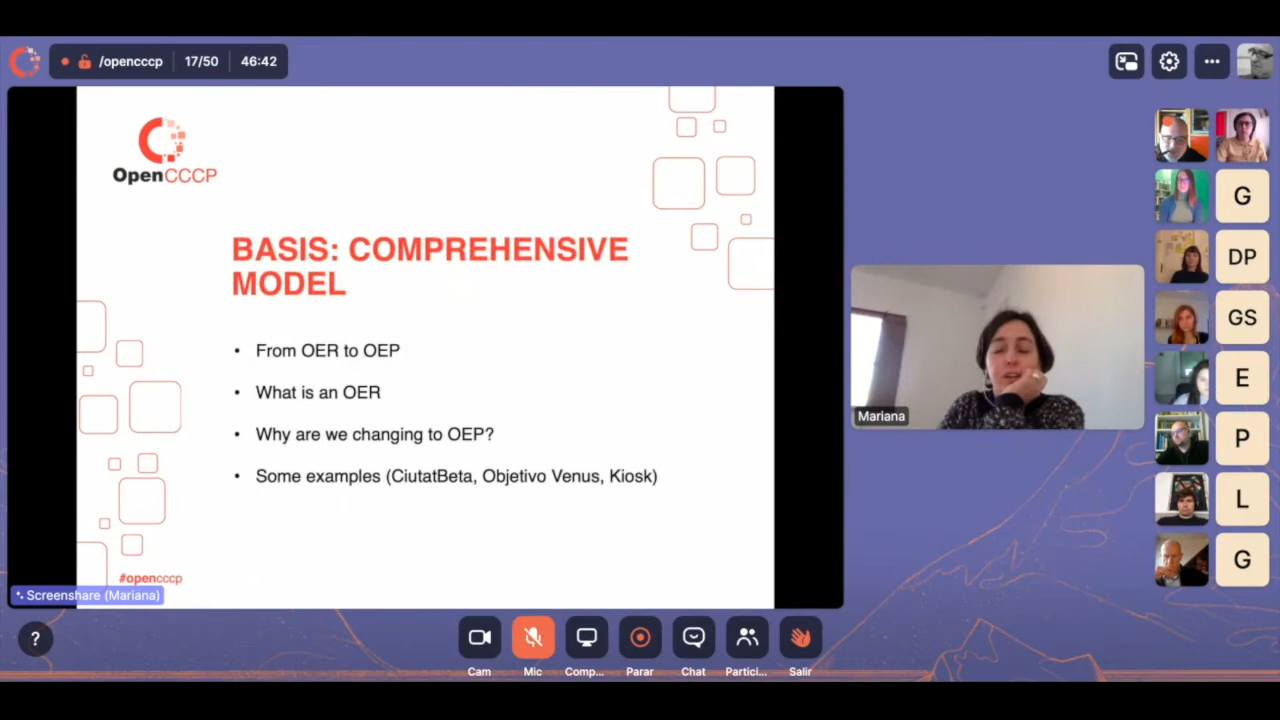 /opencccp
17/50
46:42
OpenCCCP
BASIS: COMPREHENSIVE
MODEL
• From OER to OEP
• What is an OER
• Why are we changing to OEP?
• Some examples (CiutatBeta, Objetivo Venus, Kiosk)
#opencccp
Screenshare (Mariana)
Mariana
G
DP
GS
E
P
L
G
?
Cam
Mic
Comp...
Parar
Chat
Partici...
Salir